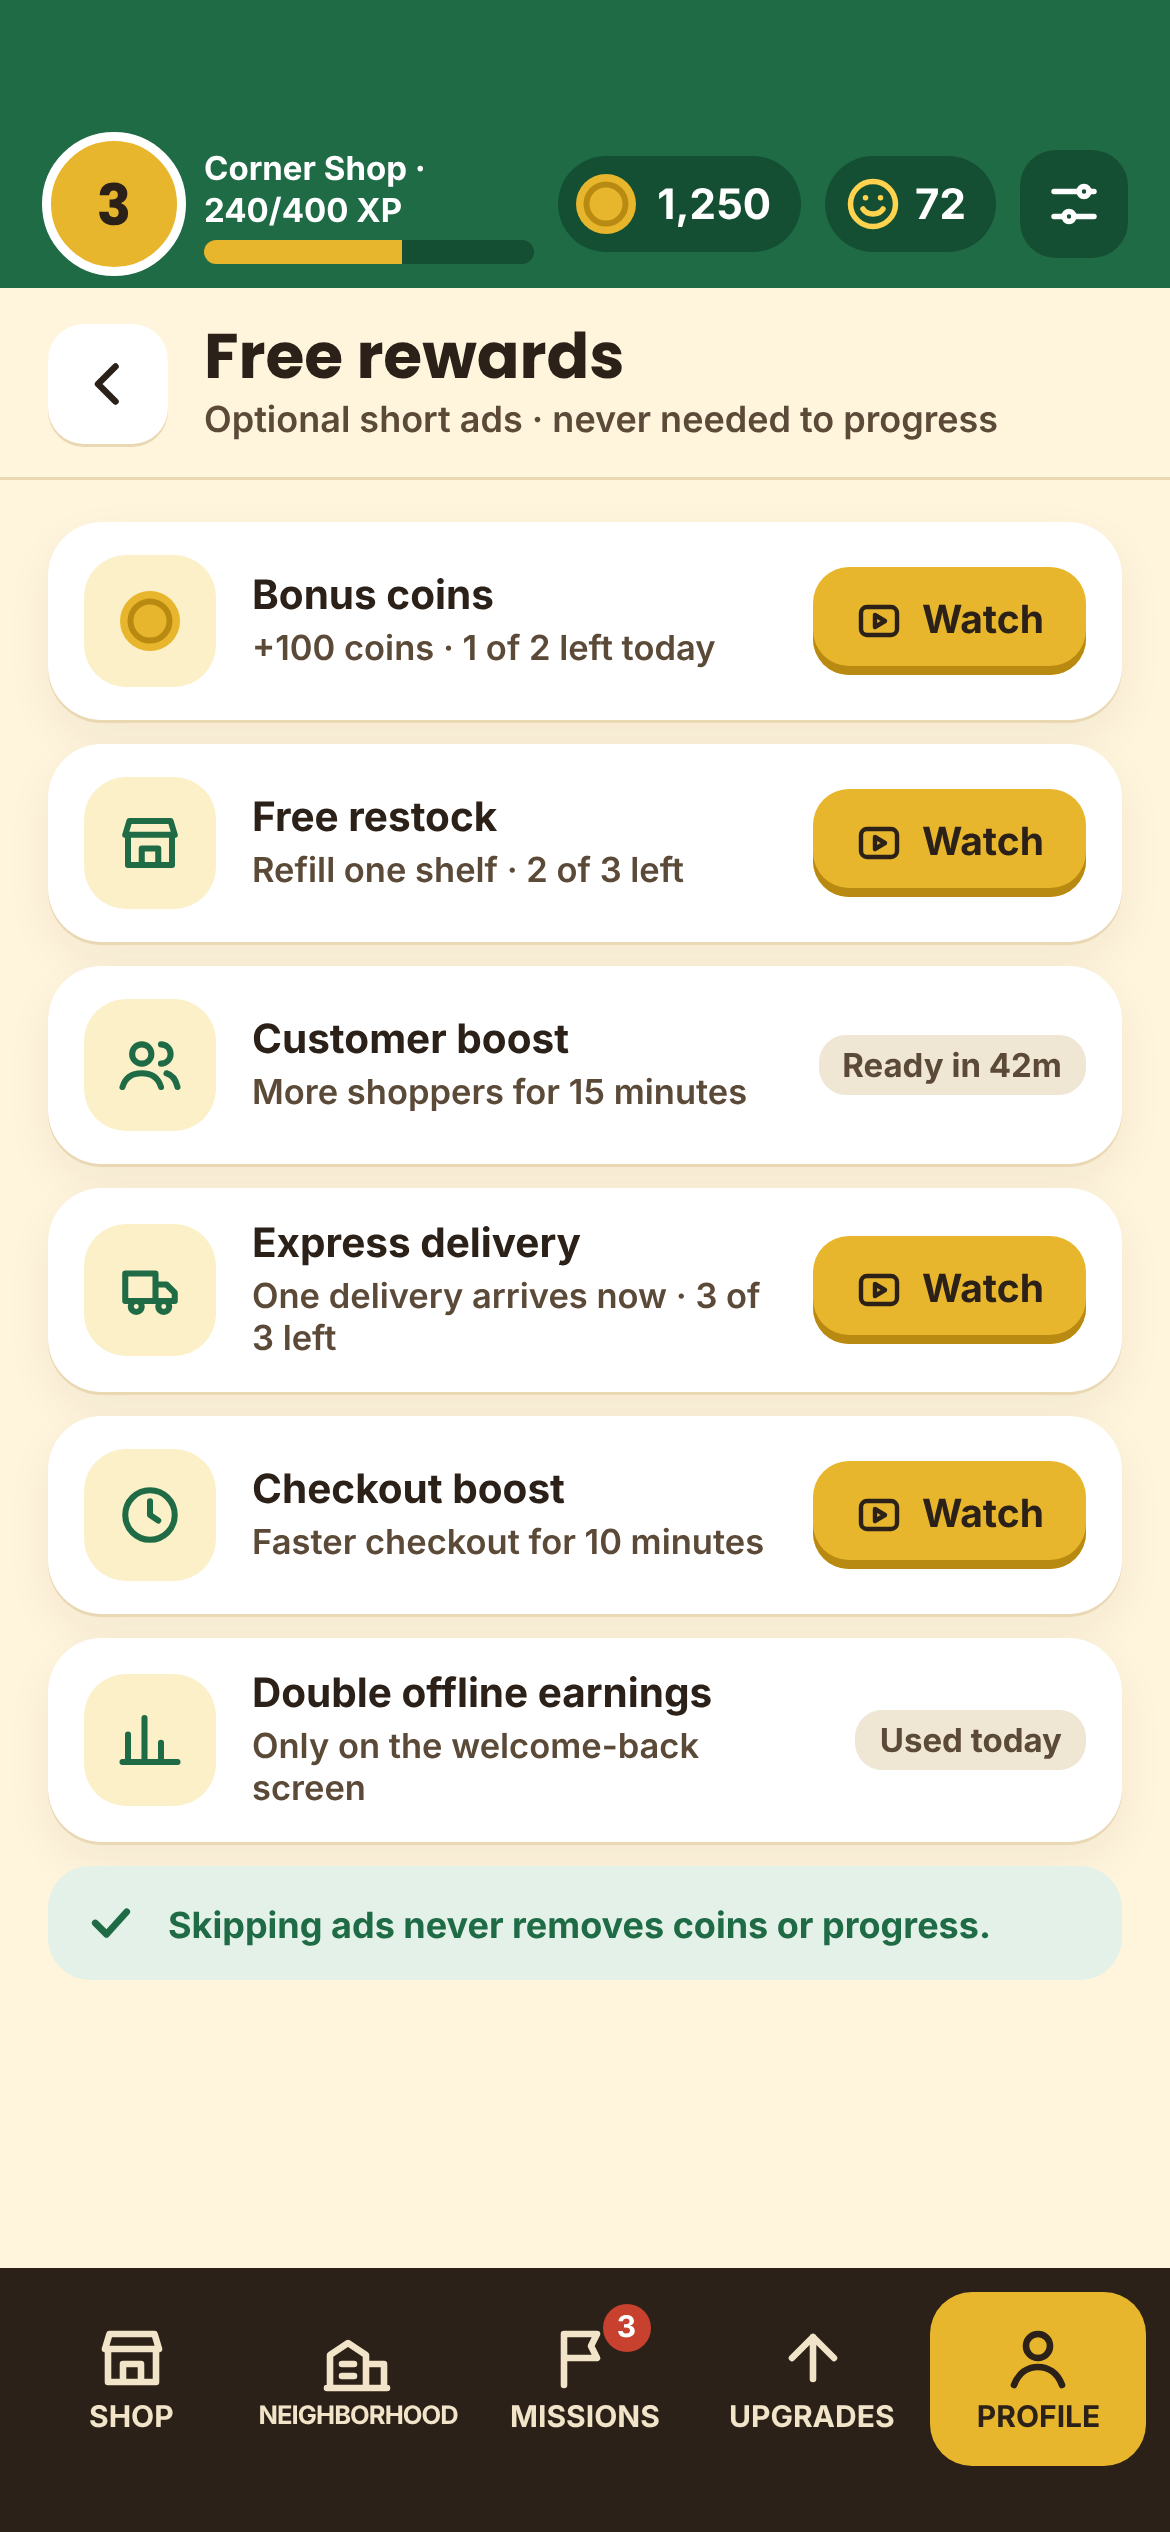 3
Corner Shop ·
240/400 XP
1,250
72
Free rewards
Optional short ads · never needed to progress
Bonus coins
+100 coins · 1 of 2 left today
Watch
Free restock
Refill one shelf · 2 of 3 left
Watch
Customer boost
More shoppers for 15 minutes
Ready in 42m
Express delivery
One delivery arrives now · 3 of
3 left
Watch
Checkout boost
Faster checkout for 10 minutes
Watch
Double offline earnings
Only on the welcome-back
screen
Used today
Skipping ads never removes coins or progress.
3
SHOP
NEIGHBORHOOD
MISSIONS
UPGRADES
PROFILE